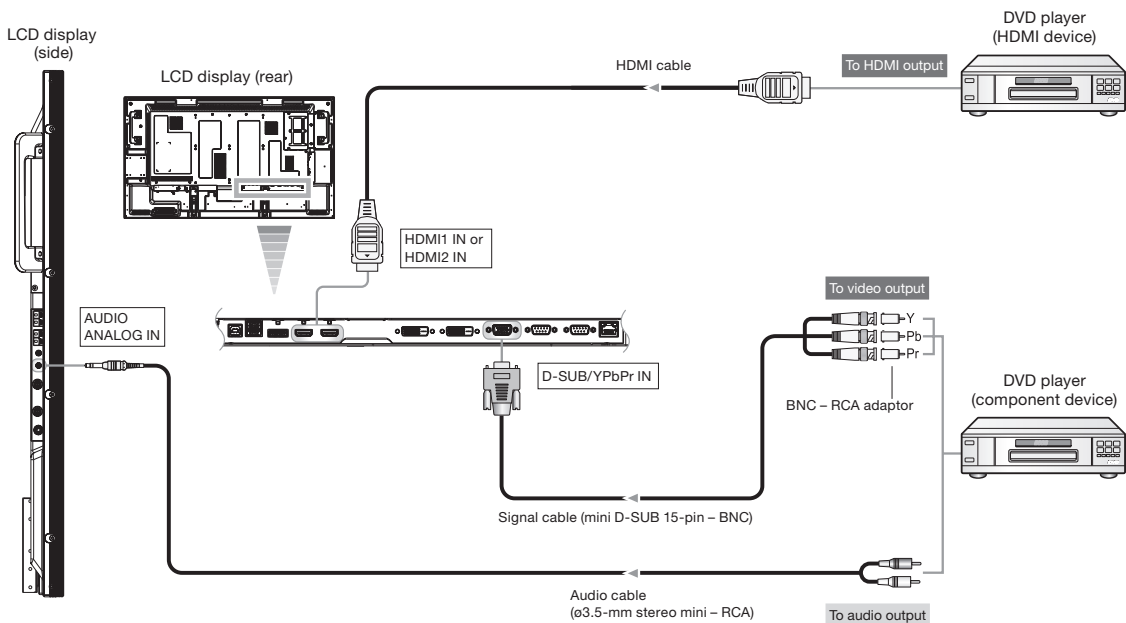 LCD display
(side)
LCD display (rear)
HDMI cable
To HDMI output
DVD player
(HDMI device)
HDMI1 IN or
HDMI2 IN
AUDIO
ANALOG IN
D-SUB/YPbPr IN
To video output
Y
Pb
Pr
BNC – RCA adaptor
DVD player
(component device)
Signal cable (mini D-SUB 15-pin – BNC)
Audio cable
(ø3.5-mm stereo mini – RCA)
To audio output